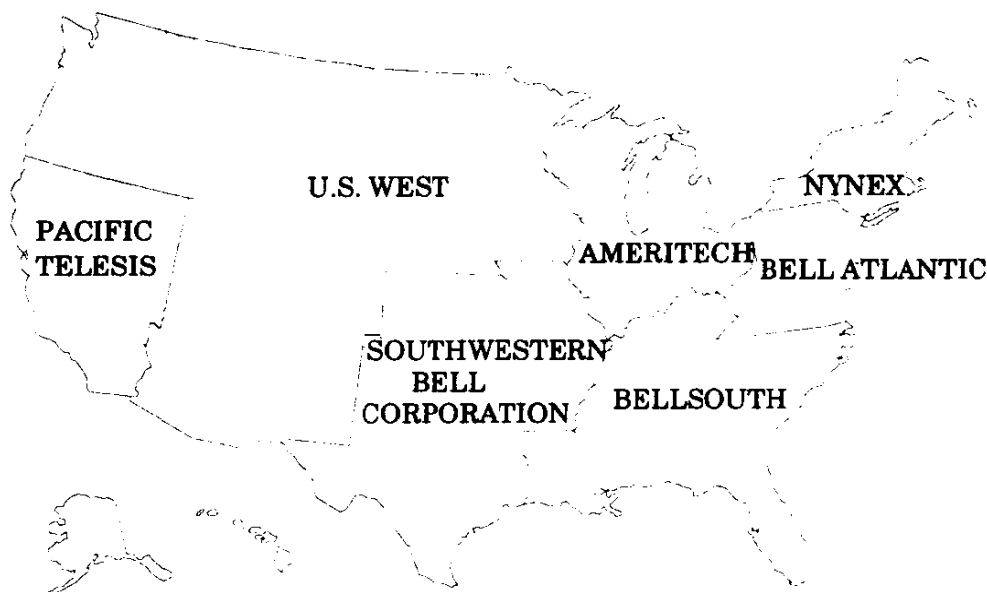 U.S. WEST
NYNEX
PACIFIC
TELESIS
AMERITECH
BELL ATLANTIC
SOUTHWESTERN
BELL
CORPORATION
BELLSOUTH